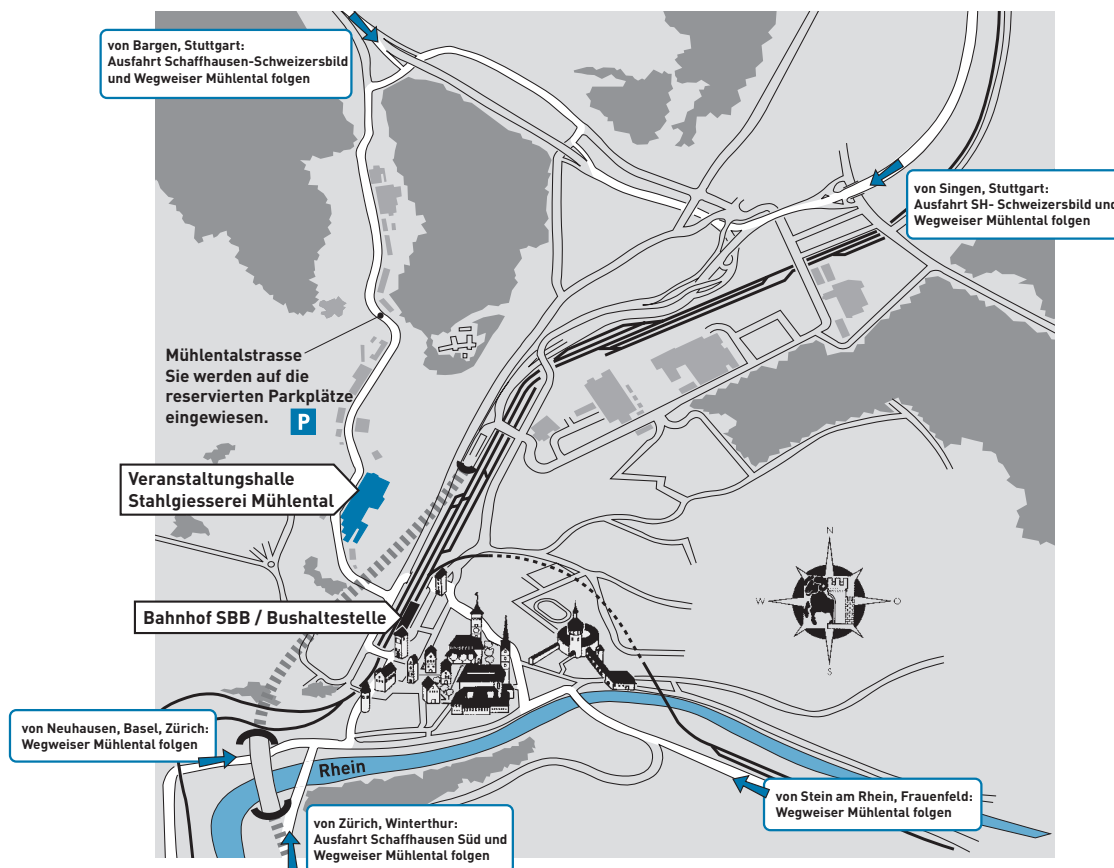 von Bargen, Stuttgart:
Ausfahrt Schaffhausen-Schweizersbild
und Wegweiser Mühlental folgen
von Singen, Stuttgart:
Ausfahrt SH- Schweizersbild und
Wegweiser Mühlental folgen
Mühlentalstrasse
Sie werden auf die
reservierten Parkplätze
eingewiesen.
P
Veranstaltungshalle
Stahlgiesserei Mühlental
Bahnhof SBB / Bushaltestelle
N
W
O
S
von Neuhausen, Basel, Zürich:
Wegweiser Mühlental folgen
Rhein
von Stein am Rhein, Frauenfeld:
Wegweiser Mühlental folgen
von Zürich, Winterthur:
Ausfahrt Schaffhausen Süd und
Wegweiser Mühlental folgen